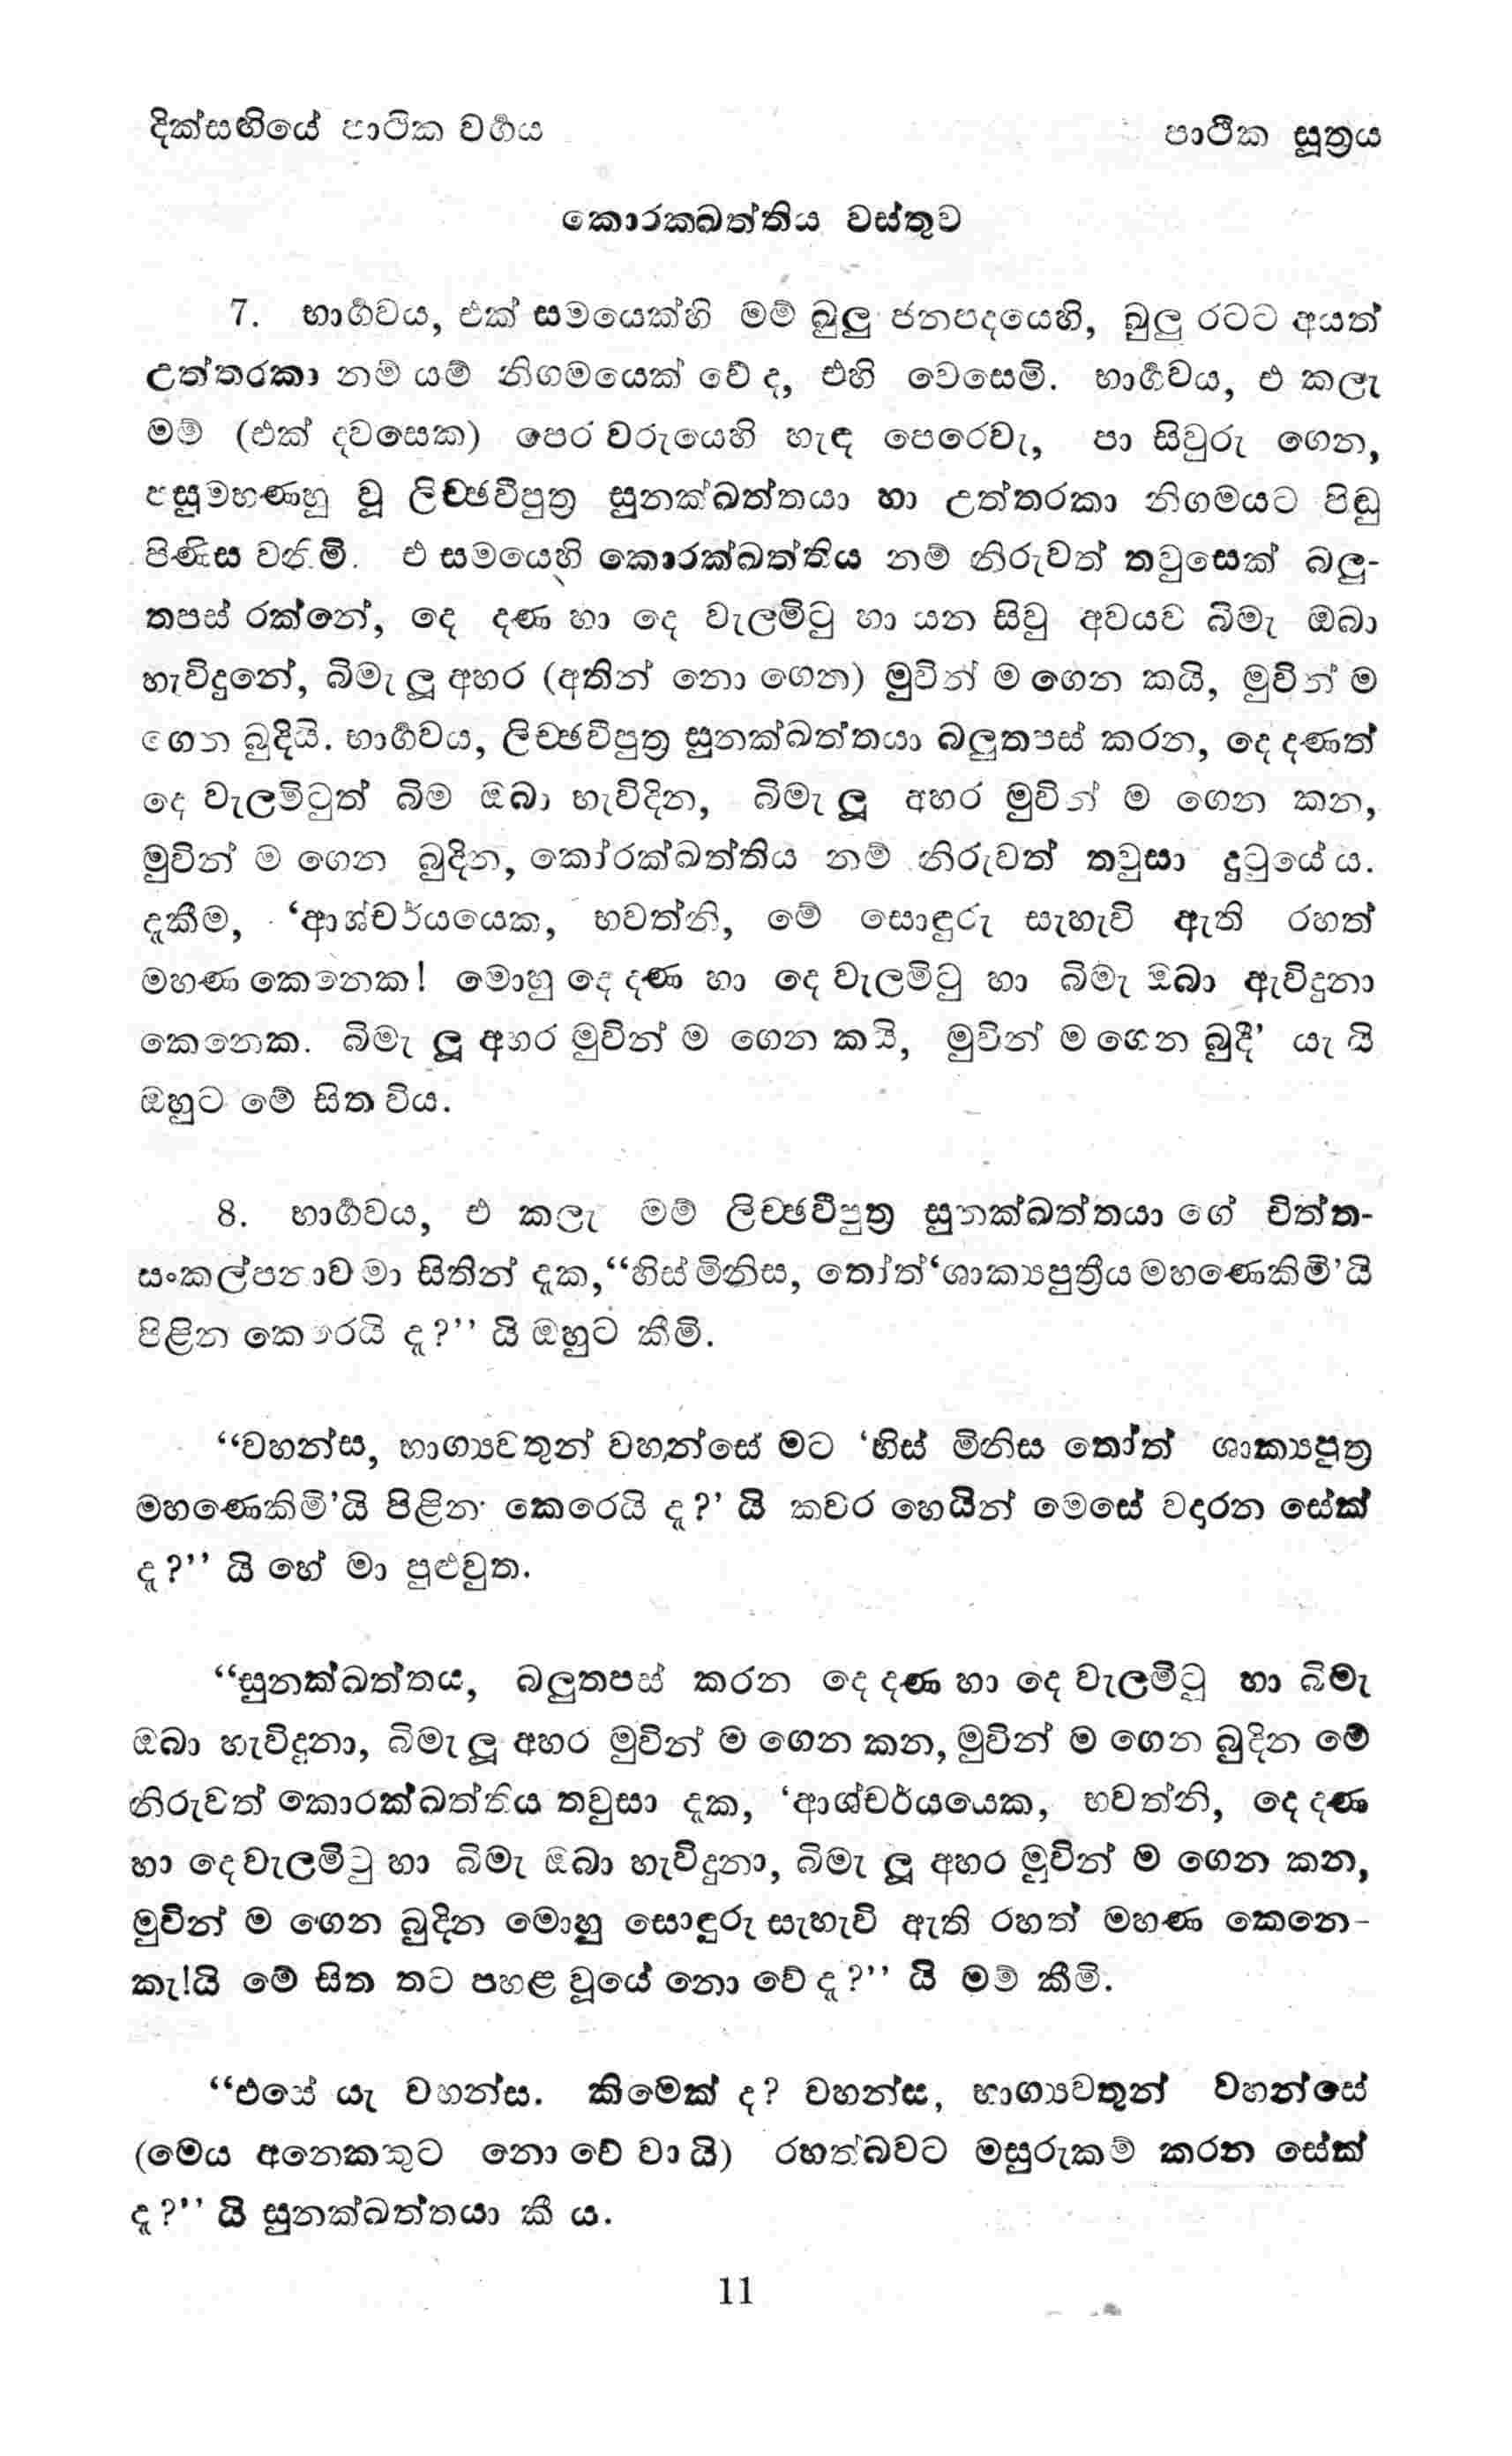 දික්සඟියේ පාථික වර්‍ගය
පාථික සූත්‍රය
කොරකඛත්තිය වස්තුව
7. භාර්‍ගවය, එක් සමයෙක්හි මම් බුලු ජනපදයෙහි, බුලු රටට අයත්
උත්තරකා නම් යම් නිගමයෙක් වේ ද, එහි වෙසෙමි. භාර්‍ගවය, එ කලැ
මම් (එක් දවසෙක) පෙර වරුයෙහි හැඳ පෙරෙවැ, පා සිවුරු ගෙන,
පසුමහණහු වූ ලිච්ඡවීපුත්‍ර සුනක්ඛත්තයා හා උත්තරකා නිගමයට පිඬු
පිණිස වනිමි. එ සමයෙහි කොරක්ඛත්තිය නම් නිරුවත් තවුසෙක් බලු-
තපස් රක්නේ, දෙ දණ හා දෙ වැලමිටු හා යන සිවු අවයව බිමැ ඔබා
හැවිදුනේ, බිමැ ලූ අහර (අතින් නො ගෙන) මුවින් ම ගෙන කයි, මුවින් ම
ගෙන බුදියි. භාර්‍ගවය, ලිච්ඡවීපුත්‍ර සුනක්ඛත්තයා බලුතපස් කරන, දෙ දණත්
දෙ වැලමිටුත් බිම ඔබා හැවිදින, බිමැ ලූ අහර මුවින් ම ගෙන කන,
මුවින් ම ගෙන බුදින, කෝරක්ඛත්තිය නම් නිරුවත් තවුසා දුටුයේ ය.
දැකීම, ‘ආශ්චර්යයෙක, භවත්නි, මේ සොඳුරු සැහැවි ඇති රහත්
මහණ කෙනෙක! මොහු දෙ දණ හා දෙ වැලමිටු හා බිමැ ඔබා ඇවිදුනා
කෙනෙක. බිමැ ලූ අහර මුවින් ම ගෙන කයි, මුවින් ම ගෙන බුදී’ යැ යි
ඔහුට මේ සිත විය.
8. භාර්‍ගවය, එ කලැ මම් ලිච්ඡවීපුත්‍ර සුනක්ඛත්තයා ගේ චිත්ත-
සංකල්පනාව මා සිතින් දැක,“හිස් මිනිස, තෝත්‘ශාක්‍යපුත්‍රීය මහණෙකිමී’යි
පිළින කෙරෙයි දැ?” යි ඔහුට කීමි.
“වහන්ස, භාග්‍යවතුන් වහන්සේ මට ‘හිස් මිනිස තෝත් ශාක්‍යපුත්‍ර
මහණෙකිමි’යි පිළින කෙරෙයි දැ?’ යි කවර හෙයින් මෙසේ වදාරන සේක්
දැ?” යි හේ මා පුළුවුත.
“සුනක්ඛත්තය, බලුතපස් කරන දෙ දණ හා දෙ වැලමිටු හා බිමැ
ඔබා හැවිදුනා, බිමැ ලූ අහර මුවින් ම ගෙන කන, මුවින් ම ගෙන බුදින මේ
නිරුවත් කොරක්ඛත්තිය තවුසා දැක, ‘ආශ්චර්යයෙක, භවත්නි, දෙ දණ
හා දෙවැලමිටු හා බිමැ ඔබා හැවිදුනා, බිමැ ලූ අහර මුවින් ම ගෙන කන,
මුවින් ම ගෙන බුදින මොහු සොඳුරු සැහැවි ඇති රහත් මහණ කෙනෙ-
කැ!යි මේ සිත තට පහළ වූයේ නො වේ දැ?” යි මම් කීමි.
“එසේ යැ වහන්ස. කිමෙක් ද? වහන්ස, භාග්‍යවතුන් වහන්සේ
(මෙය අනෙකකුට නො වේ වා යි) රහත්බවට මසුරුකම් කරන සේක්
දැ?” යි සුනක්ඛත්තයා කී ය.
11